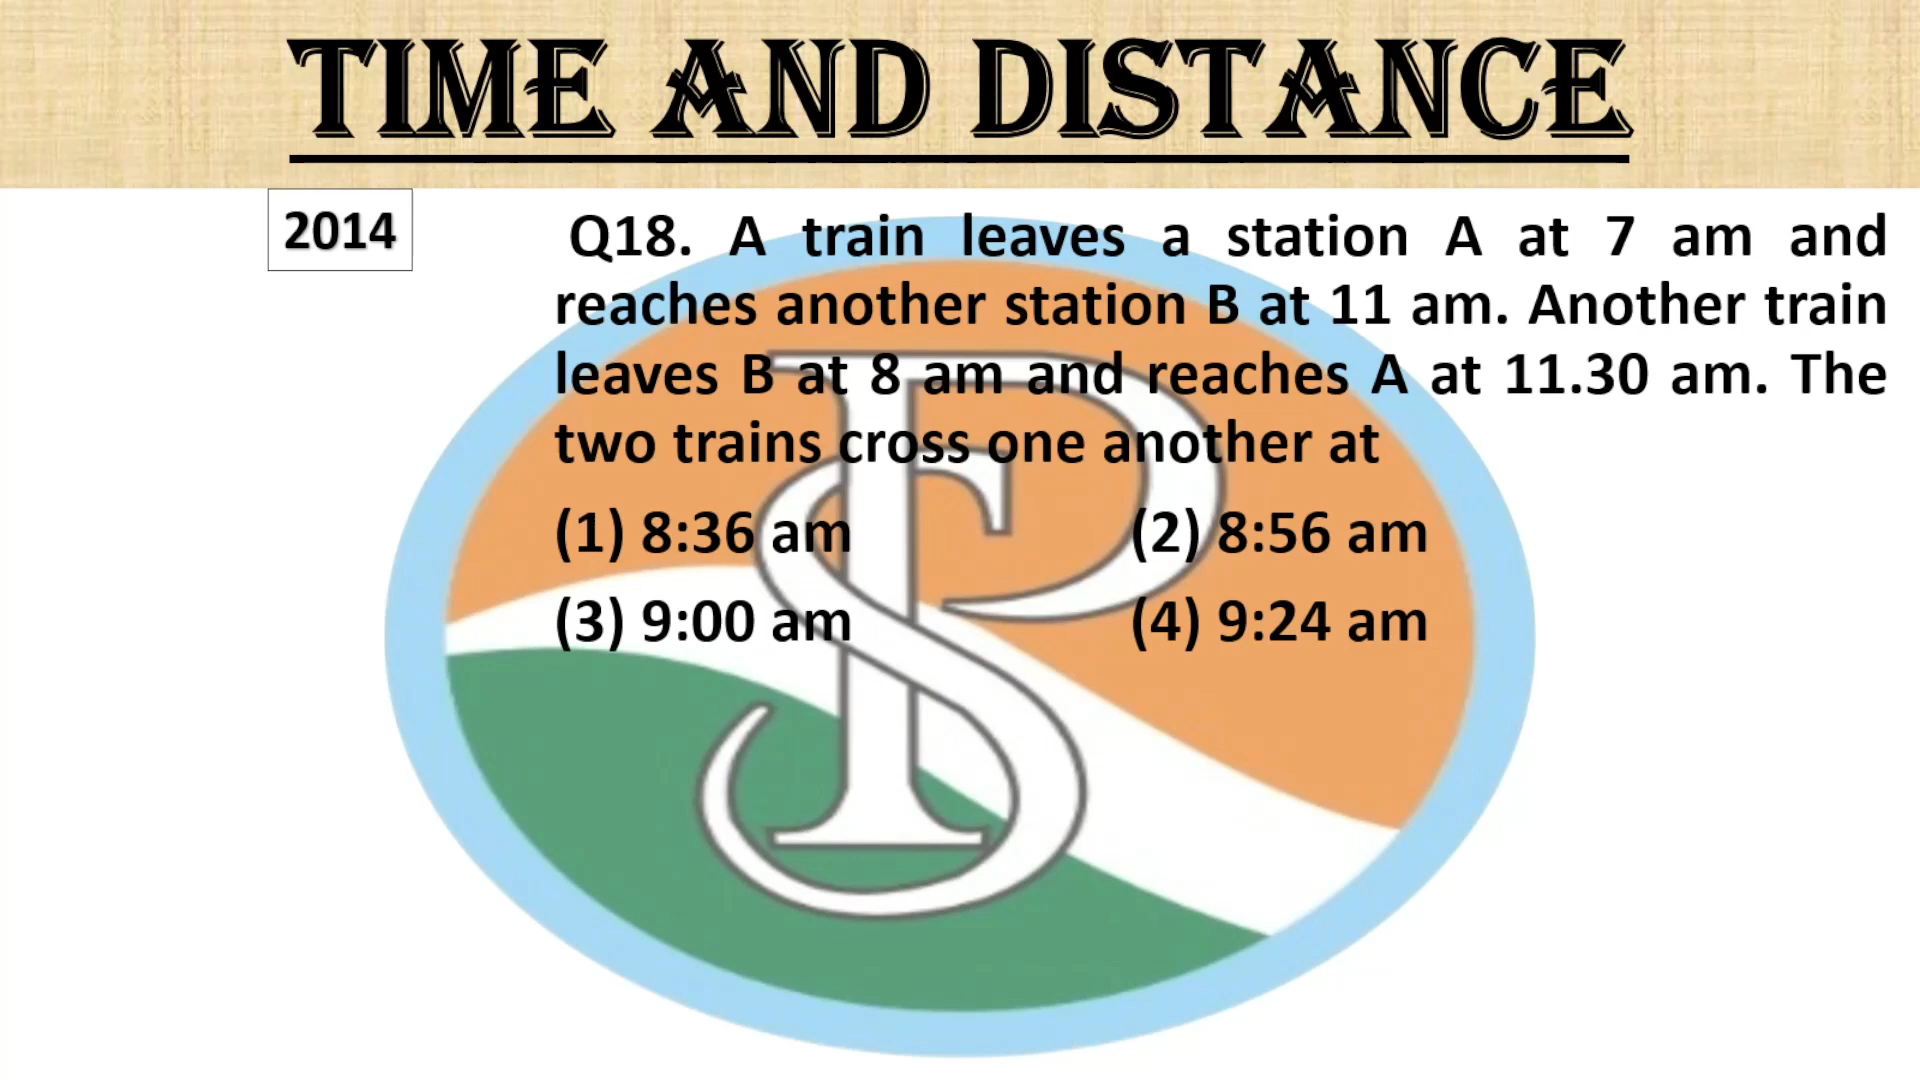 TIME AND DISTANCE
2014
Q18. A train leaves a station A at 7 am and
reaches another station B at 11 am. Another train
leaves B at 8 am and reaches A at 11.30 am. The
two trains cross one another at
(1) 8:36 am (2) 8:56 am
(3) 9:00 am (4) 9:24 am
PS